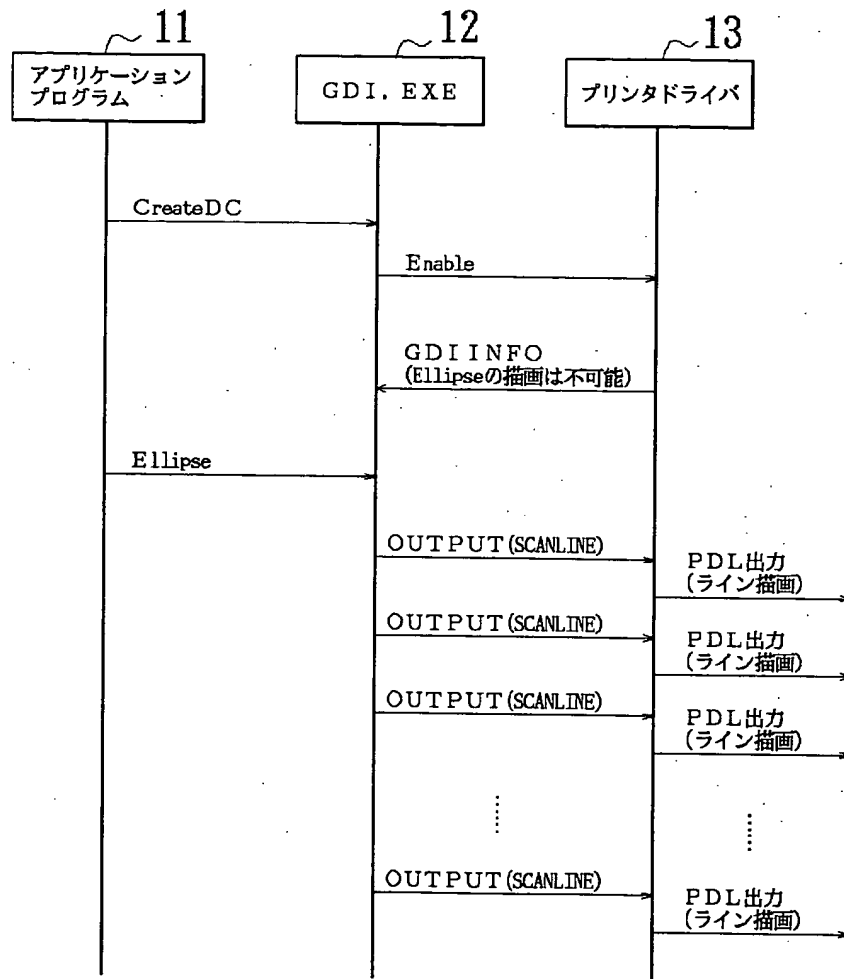 11
12
13
アプリケーション
プログラム
ＧＤＩ．ＥＸＥ
プリンタドライバ
CreateDC
Enable
ＧＤＩＩＮＦＯ
(Ellipseの描画は不可能)
Ellipse
ＯＵＴＰＵＴ(SCANLINE)
ＰＤＬ出力
(ライン描画)
ＯＵＴＰＵＴ(SCANLINE)
ＰＤＬ出力
(ライン描画)
ＯＵＴＰＵＴ(SCANLINE)
ＰＤＬ出力
(ライン描画)
ＯＵＴＰＵＴ(SCANLINE)
ＰＤＬ出力
(ライン描画)